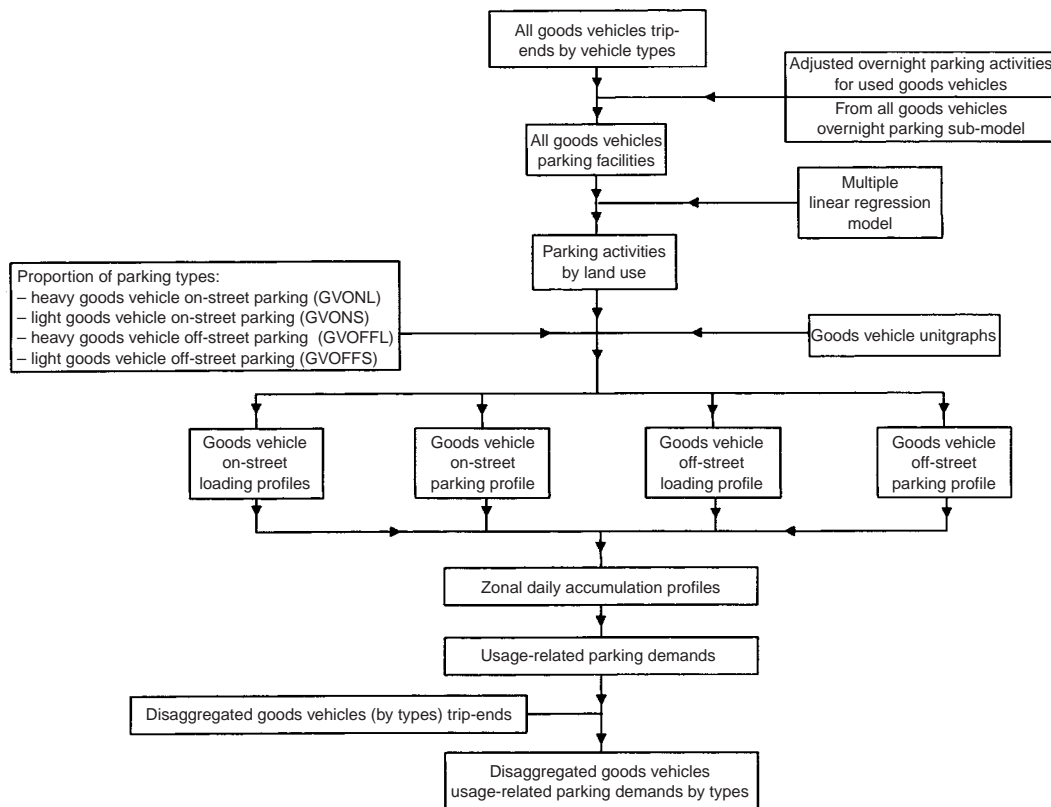 All goods vehicles trip-
ends by vehicle types
Adjusted overnight parking activities
for used goods vehicles
From all goods vehicles
overnight parking sub-model
All goods vehicles
parking facilities
Multiple
linear regression
model
Parking activities
by land use
Proportion of parking types:
– heavy goods vehicle on-street parking (GVONL)
– light goods vehicle on-street parking (GVONS)
– heavy goods vehicle off-street parking (GVOFFL)
– light goods vehicle off-street parking (GVOFFS)
Goods vehicle unitgraphs
Goods vehicle
on-street
loading profiles
Goods vehicle
on-street
parking profile
Goods vehicle
off-street
loading profile
Goods vehicle
off-street
parking profile
Zonal daily accumulation profiles
Usage-related parking demands
Disaggregated goods vehicles (by types) trip-ends
Disaggregated goods vehicles
usage-related parking demands by types